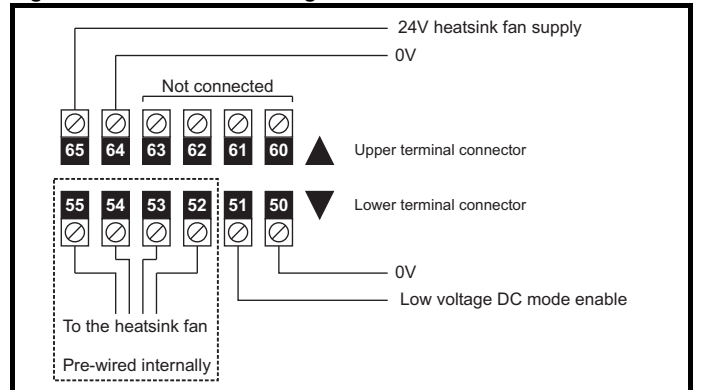 24V heatsink fan supply
0V
Not connected
65 64 63 62 61 60
Upper terminal connector
55 54 53 52 51 50
Lower terminal connector
0V
Low voltage DC mode enable
To the heatsink fan
Pre-wired internally